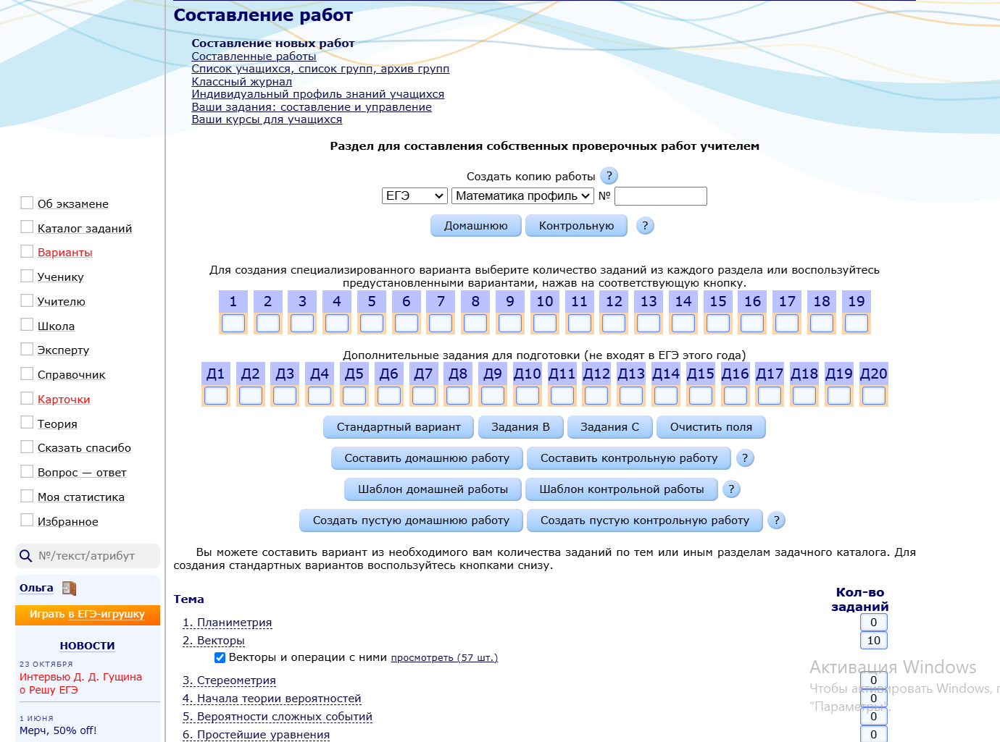 Составление работ
Составление новых работ
Составленные работы
Список учащихся, список групп, архив групп
Классный журнал
Индивидуальный профиль знаний учащихся
Ваши задания: составление и управление
Ваши курсы для учащихся
Раздел для составления собственных проверочных работ учителем
Создать копию работы ?
ЕГЭ Математика профиль №
Домашнюю Контрольную ?
Для создания специализированного варианта выберите количество заданий из каждого раздела или воспользуйтесь
предустановленными вариантами, нажав на соответствующую кнопку.
1 2 3 4 5 6 7 8 9 10 11 12 13 14 15 16 17 18 19
Дополнительные задания для подготовки (не входят в ЕГЭ этого года)
Д1 Д2 Д3 Д4 Д5 Д6 Д7 Д8 Д9 Д10 Д11 Д12 Д13 Д14 Д15 Д16 Д17 Д18 Д19 Д20
Стандартный вариант Задания В Задания С Очистить поля
Составить домашнюю работу Составить контрольную работу ?
Шаблон домашней работы Шаблон контрольной работы ?
Создать пустую домашнюю работу Создать пустую контрольную работу ?
Вы можете составить вариант из необходимого вам количества заданий по тем или иным разделам задачного каталога. Для
создания стандартных вариантов воспользуйтесь кнопками снизу.
Тема Кол-во
заданий
1. Планиметрия 0
2. Векторы 10
Векторы и операции с ними просмотреть (57 шт.)
3. Стереометрия 0
4. Начала теории вероятностей 0
5. Вероятности сложных событий 0
6. Простейшие уравнения 0
Об экзамене
Каталог заданий
Варианты
Ученику
Учителю
Школа
Эксперту
Справочник
Карточки
Теория
Сказать спасибо
Вопрос — ответ
Моя статистика
Избранное
№/текст/атрибут
Ольга
Играть в ЕГЭ-игрушку
НОВОСТИ
23 ОКТЯБРЯ
Интервью Д. Д. Гущина
о Решу ЕГЭ
1 ИЮНЯ
Мерч, 50% off!
Активация Windows
Чтобы активировать Windows,
"Параметры".